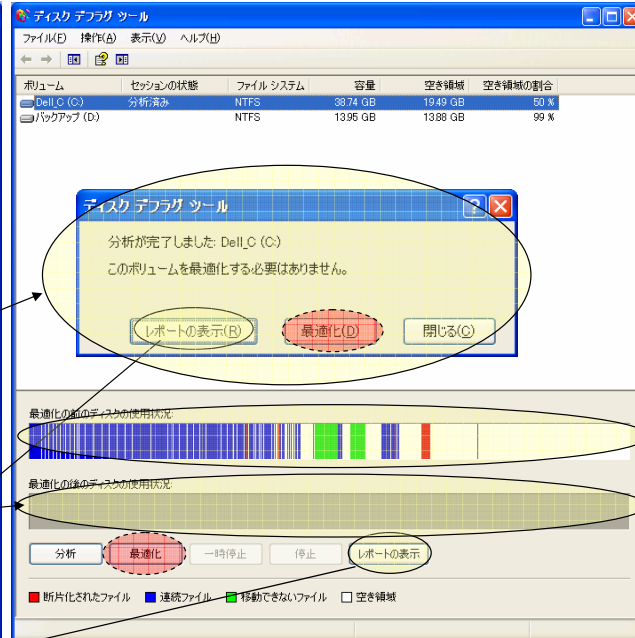 ディスク デフラグ ツール
ファイル(F) 操作(A) 表示(V) ヘルプ(H)
ボリューム セッションの状態 ファイル システム 容量 空き領域 空き領域の割合
Dell_C (C:) 分析済み NTFS 38.74 GB 19.49 GB 50 %
バックアップ (D:) NTFS 13.95 GB 13.88 GB 99 %
ディスク デフラグ ツール
分析が完了しました: Dell_C (C:)
このボリュームを最適化する必要はありません。
レポートの表示(R) 最適化(D) 閉じる(C)
最適化の前のディスクの使用状況:
最適化の後のディスクの使用状況:
分析 最適化 一時停止 停止 レポートの表示
断片化されたファイル 連続ファイル 移動できないファイル 空き領域